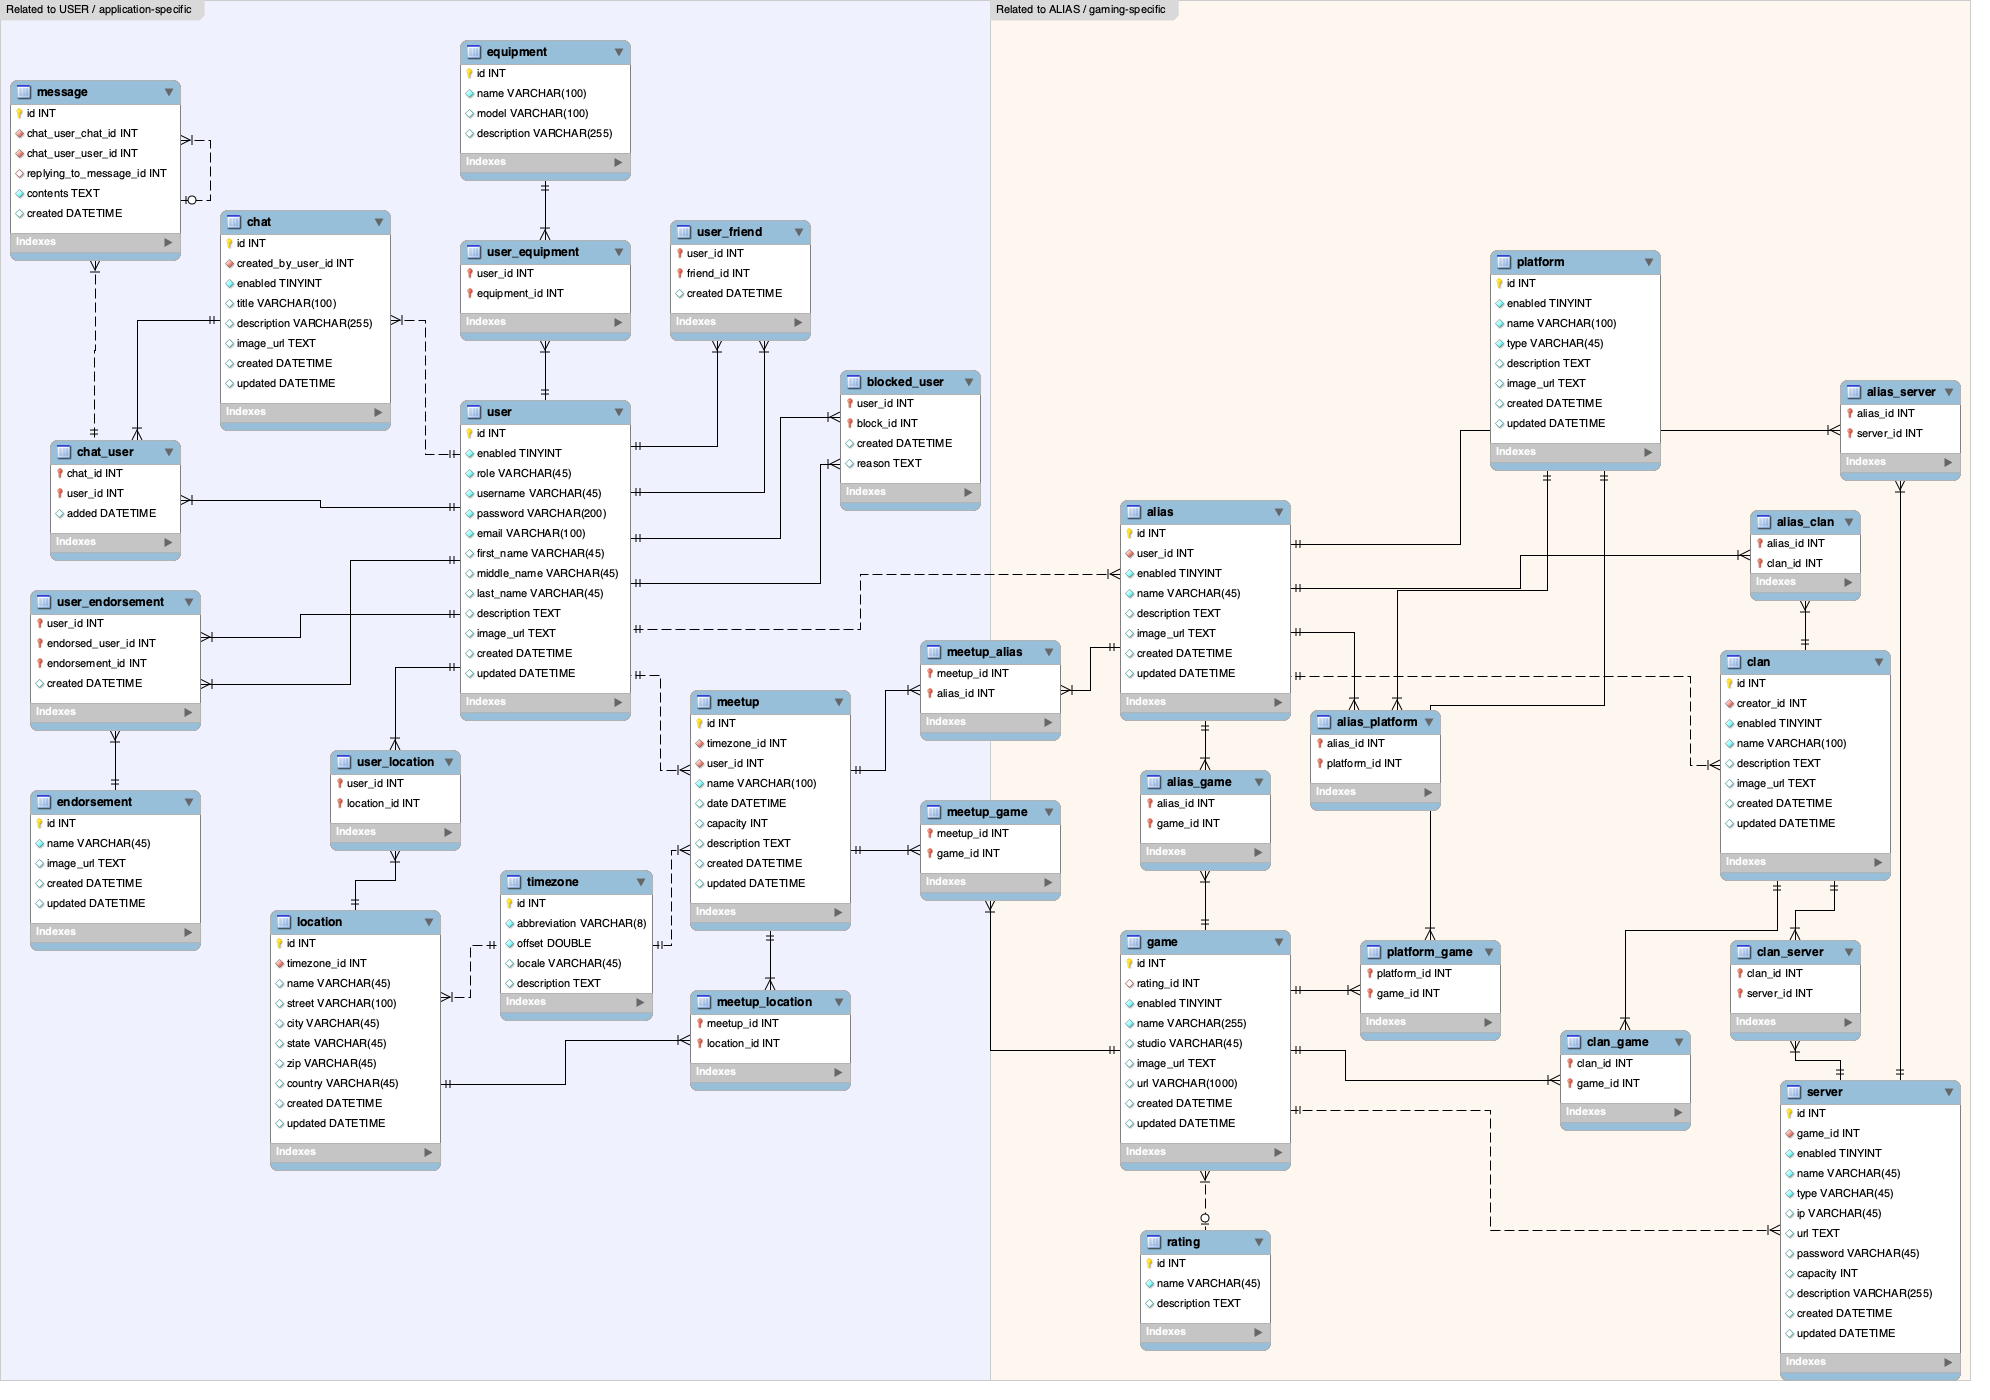 Related to USER / application-specific
Related to ALIAS / gaming-specific
equipment
id INT
name VARCHAR(100)
model VARCHAR(100)
description VARCHAR(255)
Indexes
message
id INT
chat_user_chat_id INT
chat_user_user_id INT
replying_to_message_id INT
contents TEXT
created DATETIME
Indexes
chat
id INT
created_by_user_id INT
enabled TINYINT
title VARCHAR(100)
description VARCHAR(255)
image_url TEXT
created DATETIME
updated DATETIME
Indexes
user_equipment
user_id INT
equipment_id INT
Indexes
user_friend
user_id INT
friend_id INT
created DATETIME
Indexes
blocked_user
user_id INT
block_id INT
created DATETIME
reason TEXT
Indexes
chat_user
chat_id INT
user_id INT
added DATETIME
Indexes
user
id INT
enabled TINYINT
role VARCHAR(45)
username VARCHAR(45)
password VARCHAR(200)
email VARCHAR(100)
first_name VARCHAR(45)
middle_name VARCHAR(45)
last_name VARCHAR(45)
description TEXT
image_url TEXT
created DATETIME
updated DATETIME
Indexes
user_endorsement
user_id INT
endorsed_user_id INT
endorsement_id INT
created DATETIME
Indexes
endorsement
id INT
name VARCHAR(45)
image_url TEXT
created DATETIME
updated DATETIME
Indexes
user_location
user_id INT
location_id INT
Indexes
location
id INT
timezone_id INT
name VARCHAR(45)
street VARCHAR(100)
city VARCHAR(45)
state VARCHAR(45)
zip VARCHAR(45)
country VARCHAR(45)
created DATETIME
updated DATETIME
Indexes
timezone
id INT
abbreviation VARCHAR(8)
offset DOUBLE
locale VARCHAR(45)
description TEXT
Indexes
meetup
id INT
timezone_id INT
user_id INT
name VARCHAR(100)
date DATETIME
capacity INT
description TEXT
created DATETIME
updated DATETIME
Indexes
meetup_location
meetup_id INT
location_id INT
Indexes
meetup_alias
meetup_id INT
alias_id INT
Indexes
meetup_game
meetup_id INT
game_id INT
Indexes
platform
id INT
enabled TINYINT
name VARCHAR(100)
type VARCHAR(45)
description TEXT
image_url TEXT
created DATETIME
updated DATETIME
Indexes
alias_server
alias_id INT
server_id INT
Indexes
alias
id INT
user_id INT
enabled TINYINT
name VARCHAR(45)
description TEXT
image_url TEXT
created DATETIME
updated DATETIME
Indexes
alias_clan
alias_id INT
clan_id INT
Indexes
clan
id INT
creator_id INT
enabled TINYINT
name VARCHAR(100)
description TEXT
image_url TEXT
created DATETIME
updated DATETIME
Indexes
alias_platform
alias_id INT
platform_id INT
Indexes
alias_game
alias_id INT
game_id INT
Indexes
game
id INT
rating_id INT
enabled TINYINT
name VARCHAR(255)
studio VARCHAR(45)
image_url TEXT
url VARCHAR(1000)
created DATETIME
updated DATETIME
Indexes
platform_game
platform_id INT
game_id INT
Indexes
clan_server
clan_id INT
server_id INT
Indexes
clan_game
clan_id INT
game_id INT
Indexes
server
id INT
game_id INT
enabled TINYINT
name VARCHAR(45)
type VARCHAR(45)
ip VARCHAR(45)
url TEXT
password VARCHAR(45)
capacity INT
description VARCHAR(255)
created DATETIME
updated DATETIME
Indexes
rating
id INT
name VARCHAR(45)
description TEXT
Indexes